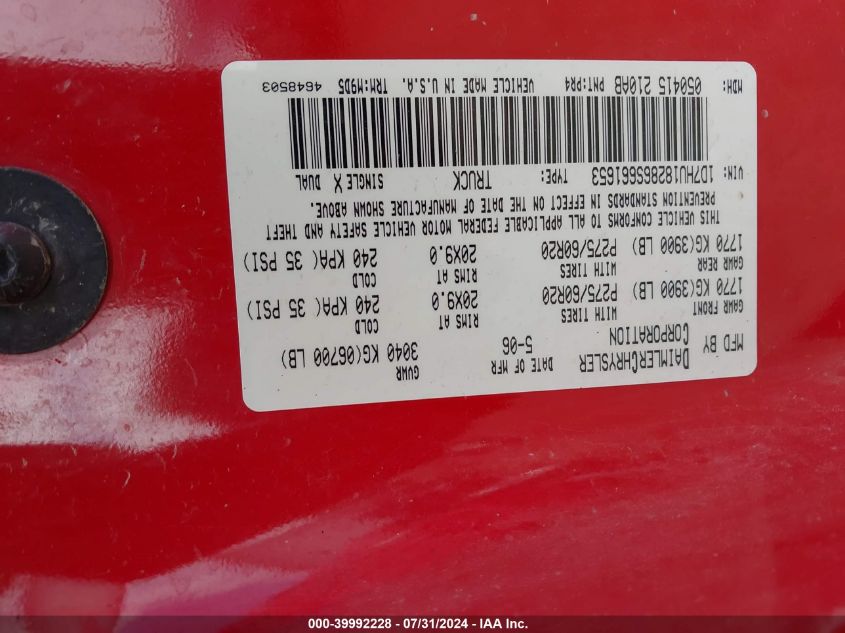 MFD BY DAIMLERCHRYSLER CORPORATION DATE OF MFR 5-06 GVWR 3040 KG(06700 LB)
GAWR FRONT WITH TIRES RIMS AT COLD
1770 KG(3900 LB) P275/60R20 20X9.0 240 KPA(35 PSI)
GAWR REAR WITH TIRES RIMS AT COLD
1770 KG(3900 LB) P275/60R20 20X9.0 240 KPA(35 PSI)
THIS VEHICLE CONFORMS TO ALL APPLICABLE FEDERAL MOTOR VEHICLE SAFETY AND THEFT
PREVENTION STANDARDS IN EFFECT ON THE DATE OF MANUFACTURE SHOWN ABOVE.
VIN: 1D7HU18286S661653 TYPE: TRUCK SINGLE X DUAL
MDH: 050415 210AB PNT:PR4 VEHICLE MADE IN U.S.A. TRM:M9D5 4648503
000-39992228 - 07/31/2024 - IAA Inc.